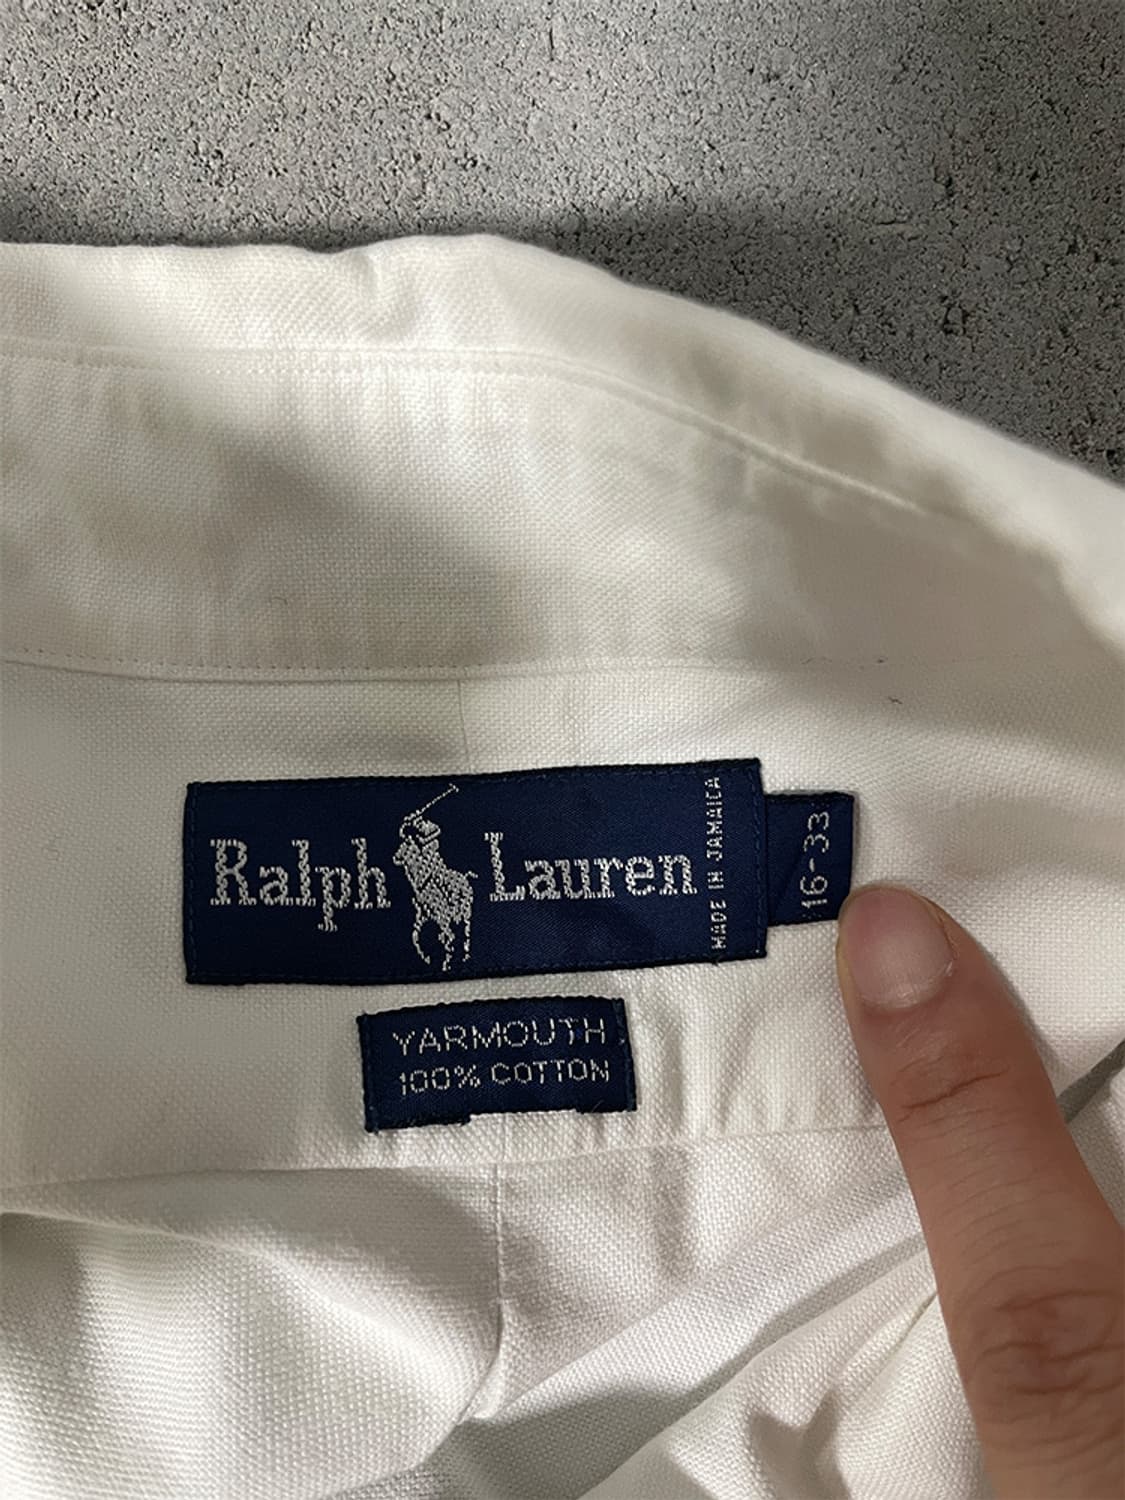 Ralph Lauren
MADE IN JAMAICA
16-33
YARMOUTH
100% COTTON